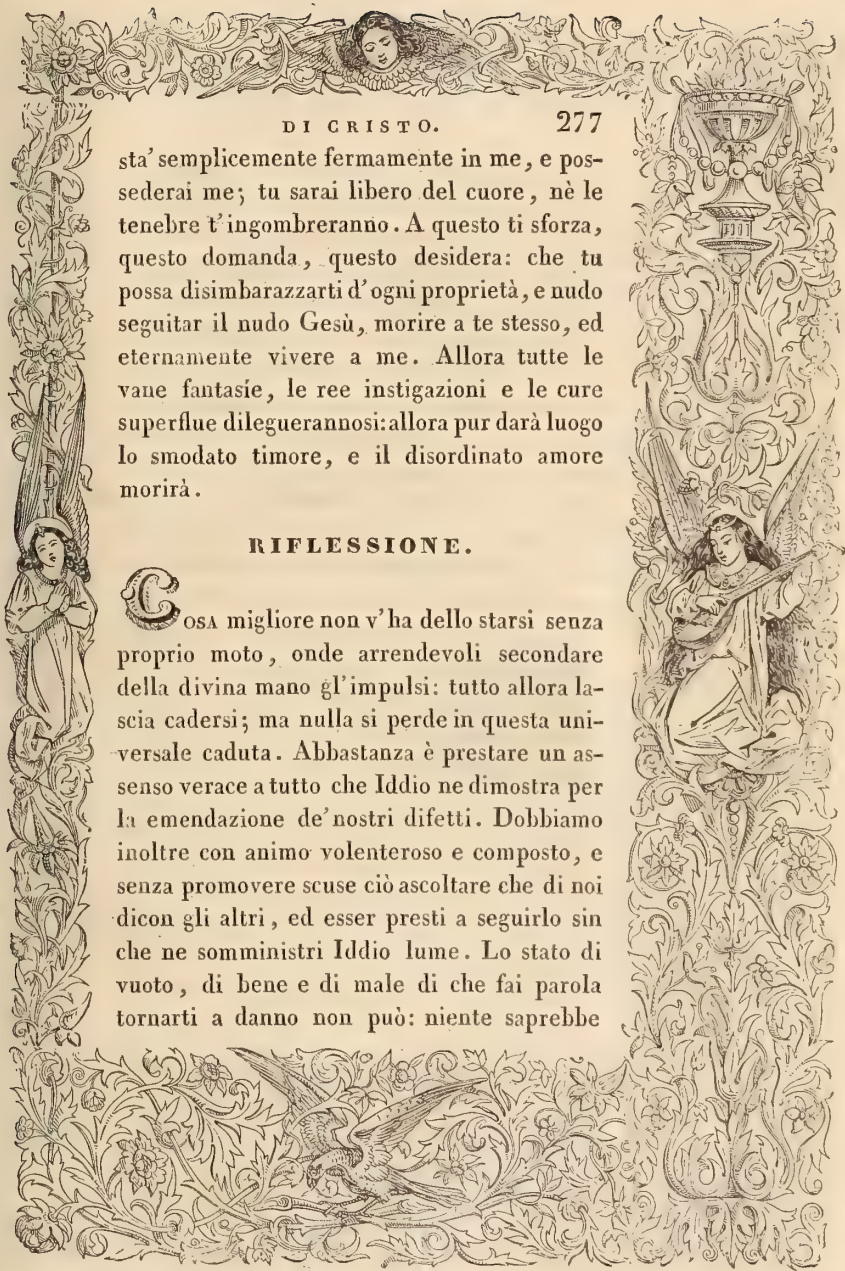 DI CRISTO. 277
sta' semplicemente fermamente in me, e pos-
sederai me; tu sarai libero del cuore, nè le
tenebre t'ingombreranno. A questo ti sforza,
questo domanda, questo desidera: che tu
possa disimbarazzarti d'ogni proprietà, e nudo
seguitar il nudo Gesù, morire a te stesso, ed
eternamente vivere a me. Allora tutte le
vane fantasíe, le ree instigazioni e le cure
superflue dileguerannosi: allora pur darà luogo
lo smodato timore, e il disordinato amore
morirà.
RIFLESSIONE.
COSA migliore non v'ha dello starsi senza
proprio moto, onde arrendevoli secondare
della divina mano gl'impulsi: tutto allora la-
scia cadersi; ma nulla si perde in questa uni-
versale caduta. Abbastanza è prestare un as-
senso verace a tutto che Iddio ne dimostra per
la emendazione de' nostri difetti. Dobbiamo
inoltre con animo volenteroso e composto, e
senza promovere scuse ciò ascoltare che di noi
dicon gli altri, ed esser presti a seguirlo sin
che ne somministri Iddio lume. Lo stato di
vuoto, di bene e di male di che fai parola
tornarti a danno non può: niente saprebbe